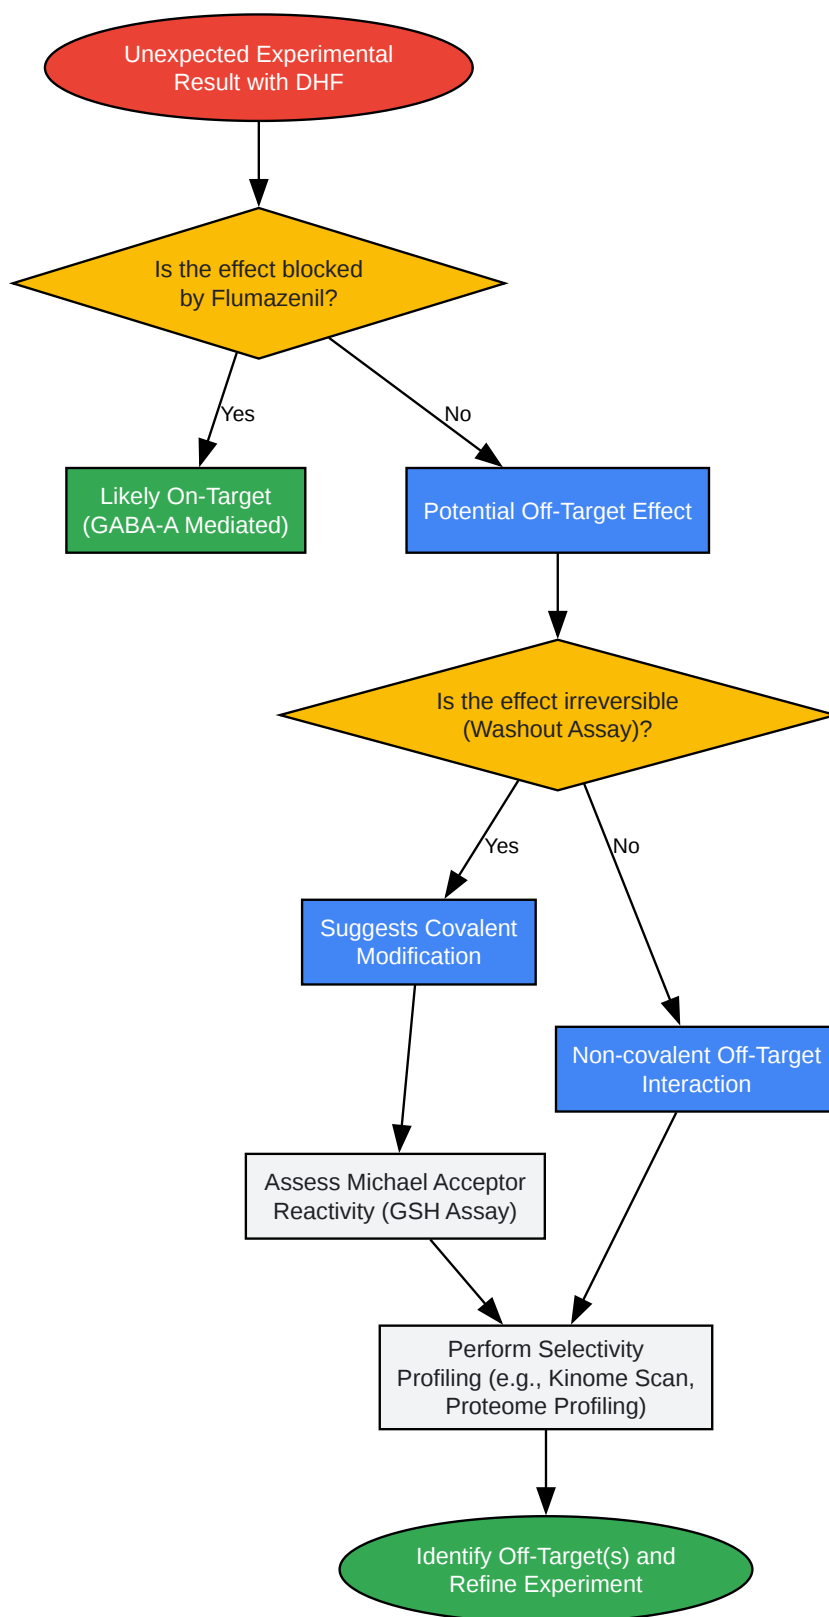 Unexpected Experimental
Result with DHF
Is the effect blocked
by Flumazenil?
Yes
No
Likely On-Target
(GABA-A Mediated)
Potential Off-Target Effect
Is the effect irreversible
(Washout Assay)?
Yes
No
Suggests Covalent
Modification
Non-covalent Off-Target
Interaction
Assess Michael Acceptor
Reactivity (GSH Assay)
Perform Selectivity
Profiling (e.g., Kinome Scan,
Proteome Profiling)
Identify Off-Target(s) and
Refine Experiment